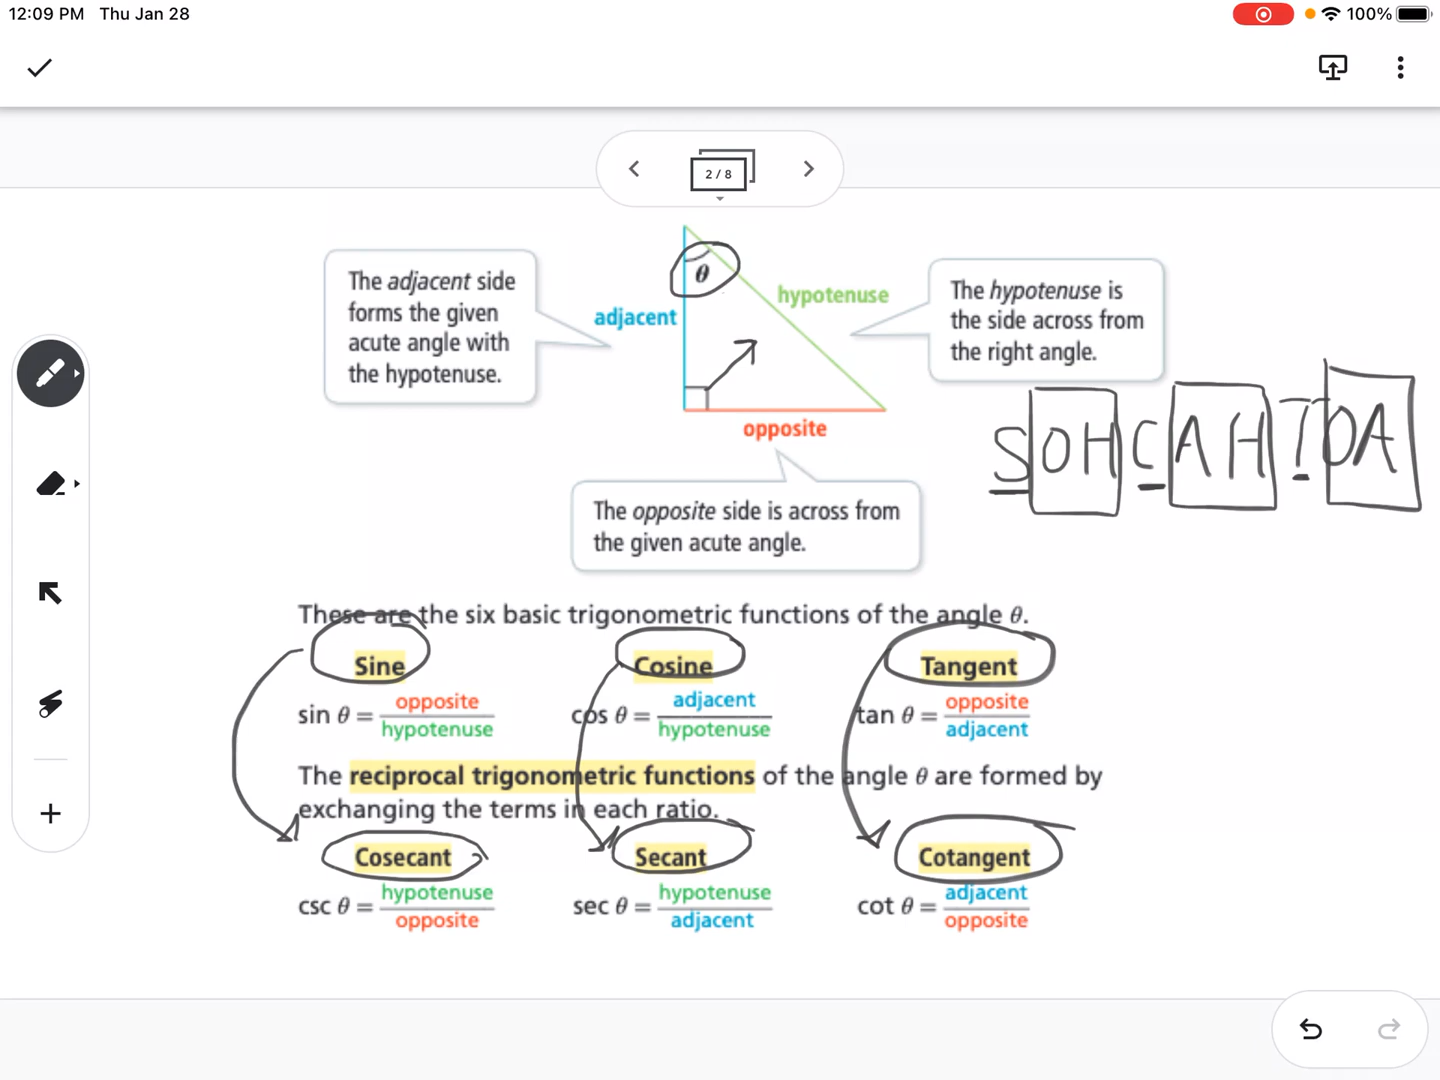 12:09 PM Thu Jan 28
100%
2 / 8
The adjacent side
forms the given
acute angle with
the hypotenuse.
θ
adjacent
hypotenuse
The hypotenuse is
the side across from
the right angle.
opposite
SOHCAHTOA
The opposite side is across from
the given acute angle.
These are the six basic trigonometric functions of the angle θ.
Sine Cosine Tangent
sin θ = opposite/hypotenuse cos θ = adjacent/hypotenuse tan θ = opposite/adjacent
The reciprocal trigonometric functions of the angle θ are formed by
exchanging the terms in each ratio.
Cosecant Secant Cotangent
csc θ = hypotenuse/opposite sec θ = hypotenuse/adjacent cot θ = adjacent/opposite